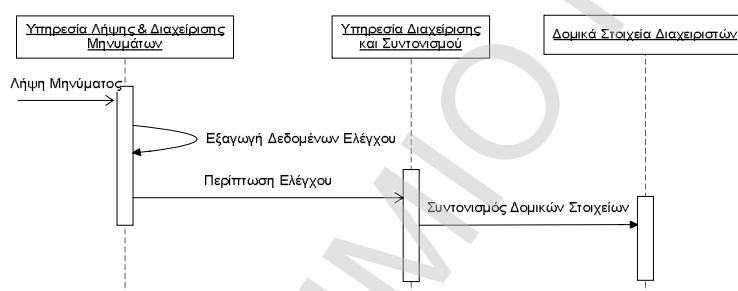 Υπηρεσία Λήψης & Διαχείρισης
Μηνυμάτων
Υπηρεσία Διαχείρισης
και Συντονισμού
Δομικά Στοιχεία Διαχειριστών
Λήψη Μηνύματος
Εξαγωγή Δεδομένων Ελέγχου
Περίπτωση Ελέγχου
Συντονισμός Δομικών Στοιχείων